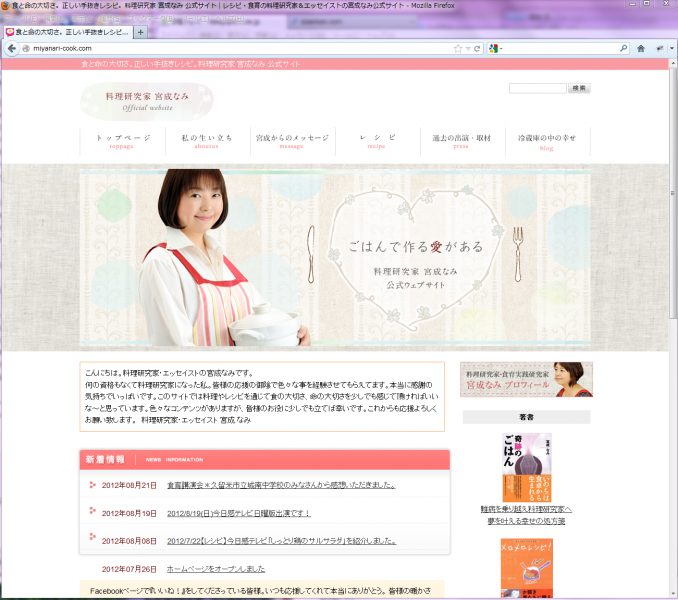 食と命の大切さ。正しい手抜きレシピ。料理研究家 宮成なみ 公式サイト | レシピ・食育の料理研究家&エッセイストの宮成なみ公式サイト - Mozilla Firefox
食と命の大切さ。正しい手抜きレシピ...
miyanari-cook.com
食と命の大切さ。正しい手抜きレシピ。料理研究家 宮成なみ 公式サイト
料理研究家 宮成なみ
Official website
検索
トップページ
toppage
私の生い立ち
aboutus
宮成からのメッセージ
message
レシピ
recipe
過去の出演・取材
press
冷蔵庫の中の幸せ
blog
ごはんで作る愛がある
料理研究家 宮成なみ
公式ウェブサイト
こんにちは。料理研究家・エッセイストの宮成なみです。
何の資格もなくて料理研究家になった私。皆様の応援の御陰で色々な事を経験させてもらえてます。本当に感謝の
気持ちでいっぱいです。このサイトでは料理やレシピを通じて食の大切さ、命の大切さを少しでも感じて頂ければいい
な〜と思っています。色々なコンテンツがありますが、皆様のお役に少しでも立てば幸いです。これからも応援よろしく
お願い致します。 料理研究家・エッセイスト 宮成 なみ
料理研究家・食育実践研究家
宮成なみ プロフィール
著書
奇跡のごはん
宮成なみ
いのちは食卓から生まれる
難病を乗り越え料理研究家へ
夢を叶える幸せの処方箋
メロメロレシピ!
新着情報
NEWS INFORMATION
2012年08月21日 食育講演会＊久留米市立城南中学校のみなさんから感想いただきました。
2012年08月19日 2012/8/19(日)今日感テレビ日曜版出演です！
2012年08月08日 2012/7/22【レシピ】今日感テレビ「しっとり鶏のサルサラダ」を紹介しました。
2012年07月26日 ホームページをオープンしました
Facebookページで『いいね！』をしてくださっている皆様。いつも応援してくれて本当にありがとう。皆様の暖かさ